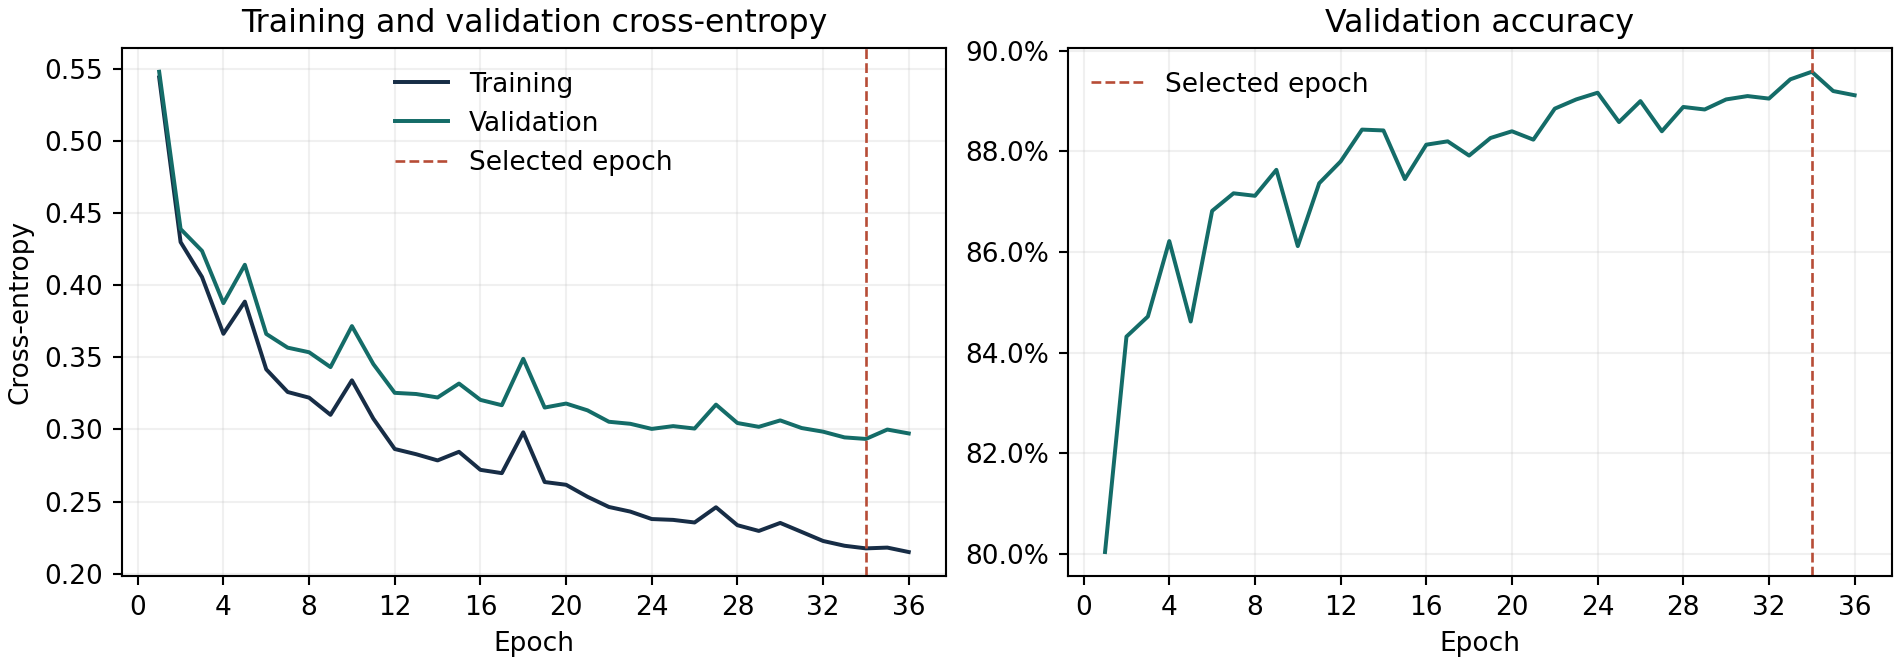 Training and validation cross-entropy
0.55
0.50
0.45
0.40
0.35
0.30
0.25
0.20
Cross-entropy
Training
Validation
Selected epoch
0 4 8 12 16 20 24 28 32 36
Epoch
Validation accuracy
90.0%
88.0%
86.0%
84.0%
82.0%
80.0%
Selected epoch
0 4 8 12 16 20 24 28 32 36
Epoch